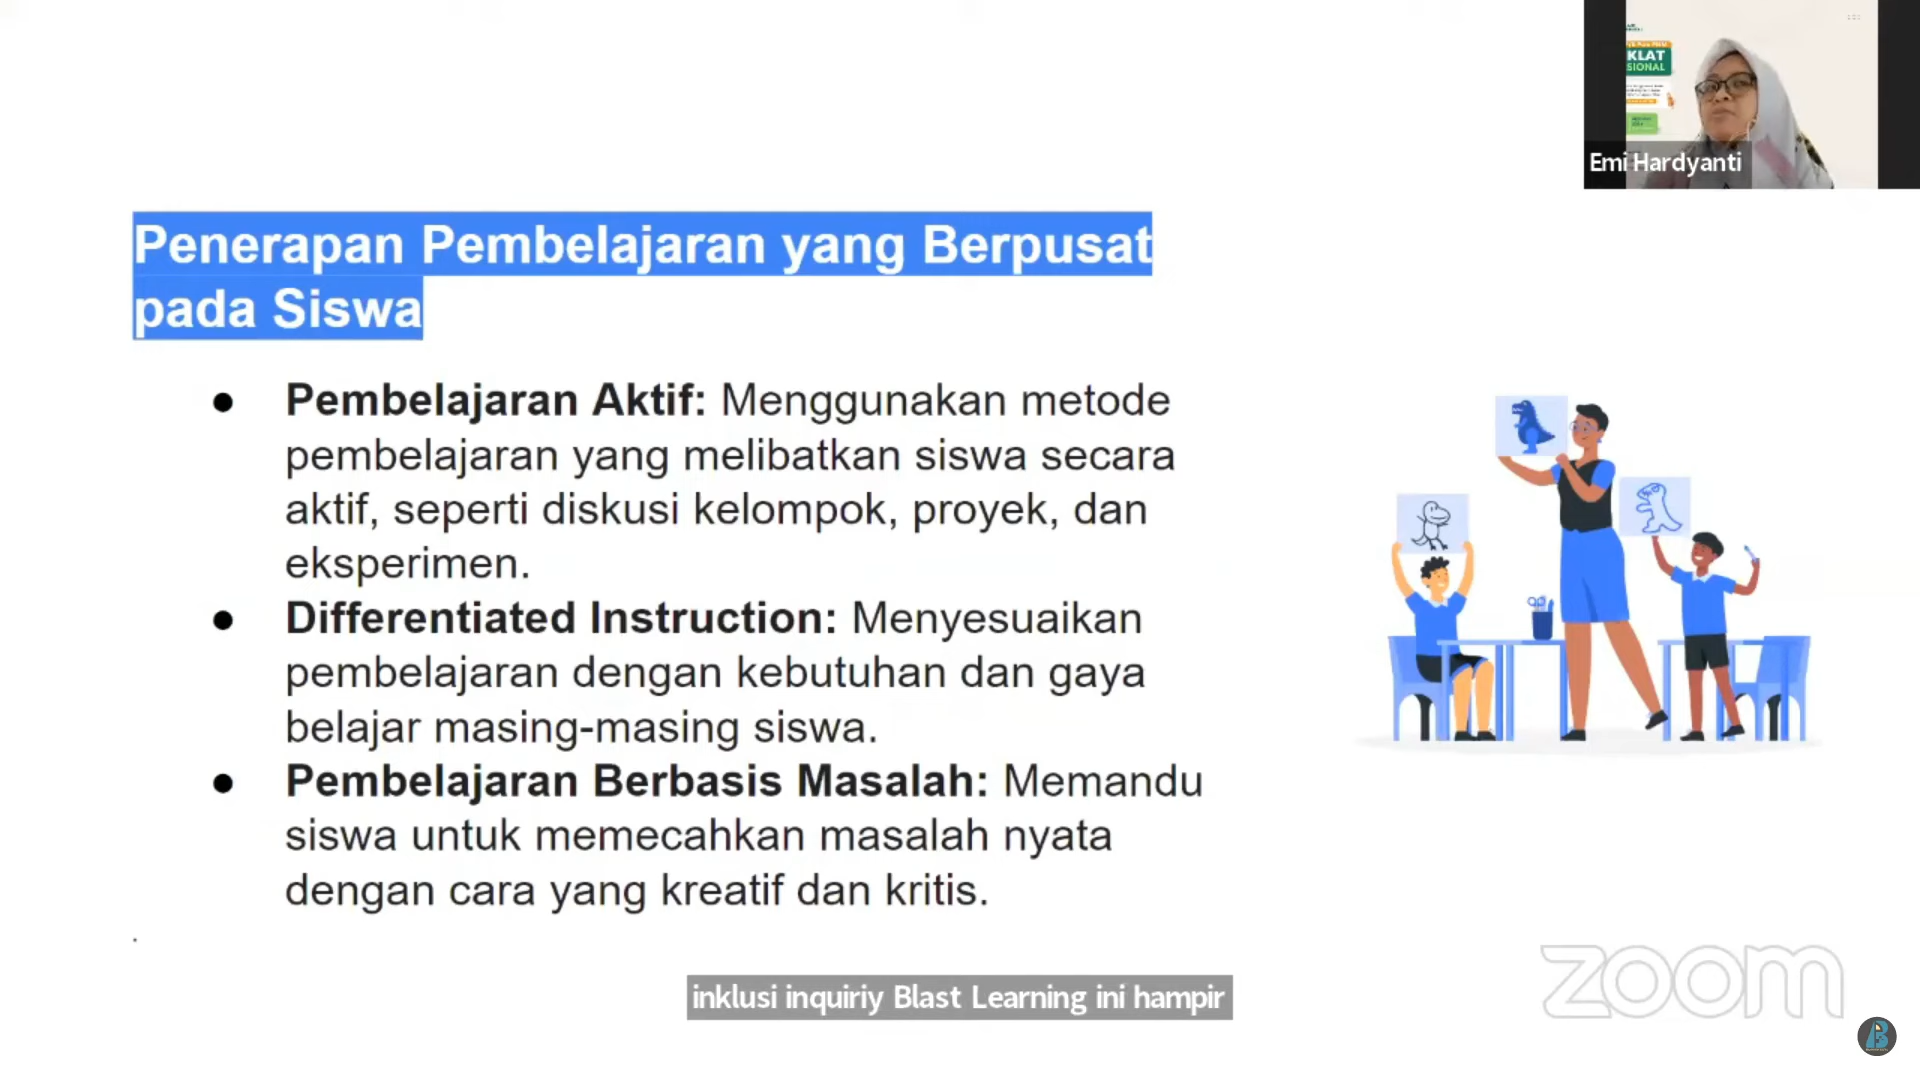 KLAT
SIONAL
Emi Hardyanti
Penerapan Pembelajaran yang Berpusat
pada Siswa
● Pembelajaran Aktif: Menggunakan metode
pembelajaran yang melibatkan siswa secara
aktif, seperti diskusi kelompok, proyek, dan
eksperimen.
● Differentiated Instruction: Menyesuaikan
pembelajaran dengan kebutuhan dan gaya
belajar masing-masing siswa.
● Pembelajaran Berbasis Masalah: Memandu
siswa untuk memecahkan masalah nyata
dengan cara yang kreatif dan kritis.
.
inklusi inquiriy Blast Learning ini hampir
zoom